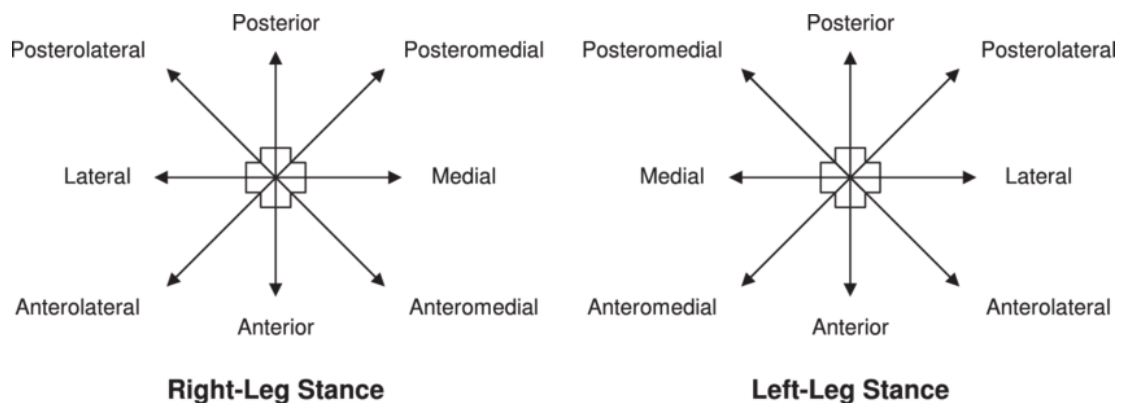 Posterior
Posterolateral
Posteromedial
Lateral
Medial
Anterolateral
Anteromedial
Anterior
Right-Leg Stance
Posterior
Posteromedial
Posterolateral
Medial
Lateral
Anteromedial
Anterolateral
Anterior
Left-Leg Stance